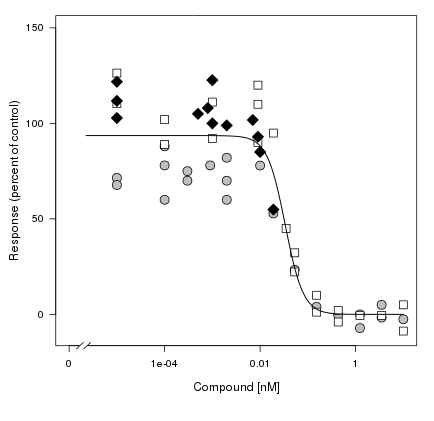 150
100
50
0
Response (percent of control)
0 1e-04 0.01 1
Compound [nM]